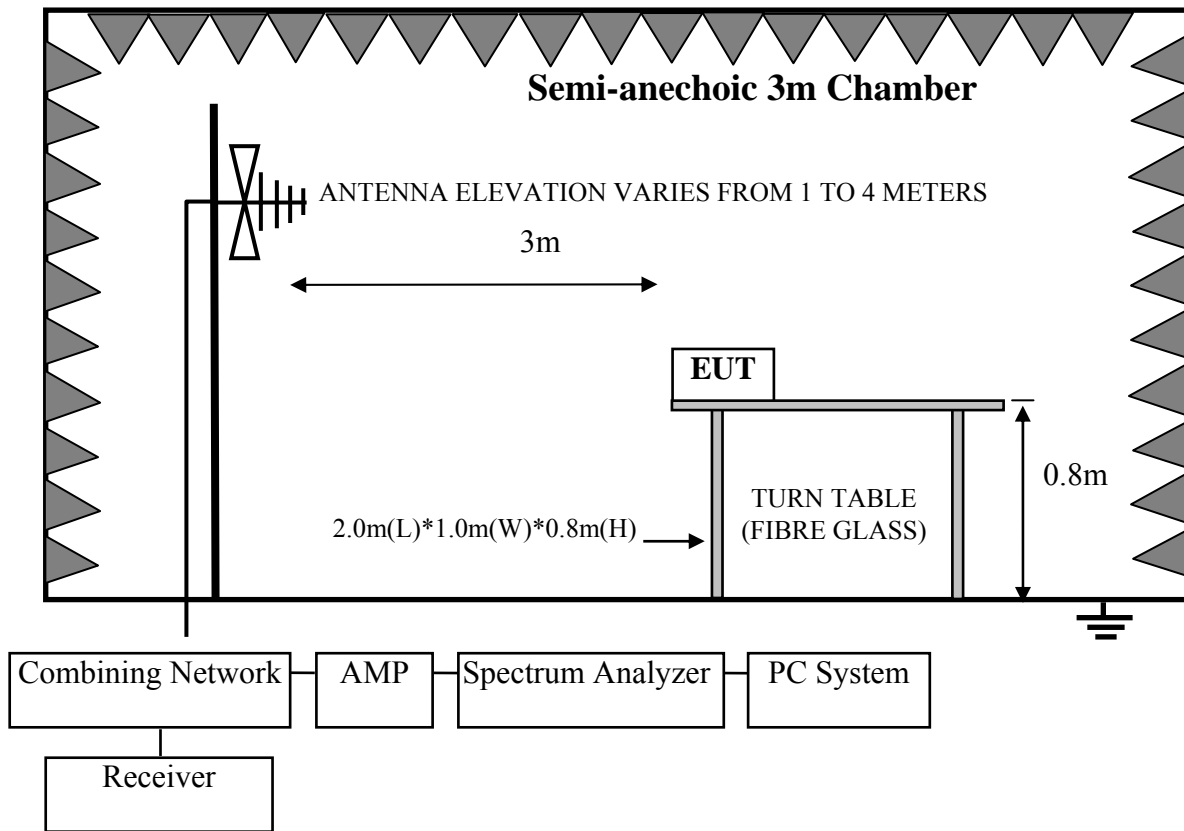 Semi-anechoic 3m Chamber
ANTENNA ELEVATION VARIES FROM 1 TO 4 METERS
3m
EUT
0.8m
TURN TABLE
(FIBRE GLASS)
2.0m(L)*1.0m(W)*0.8m(H)
Combining Network
AMP
Spectrum Analyzer
PC System
Receiver